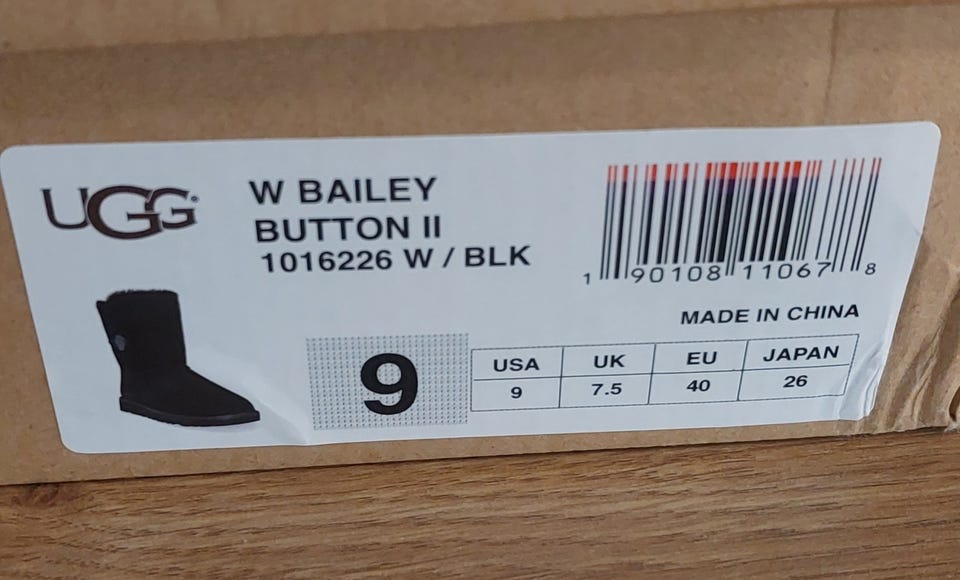 UGG®
W BAILEY
BUTTON II
1016226 W / BLK
1 90108 11067 8
MADE IN CHINA
9
USA UK EU JAPAN
9 7.5 40 26